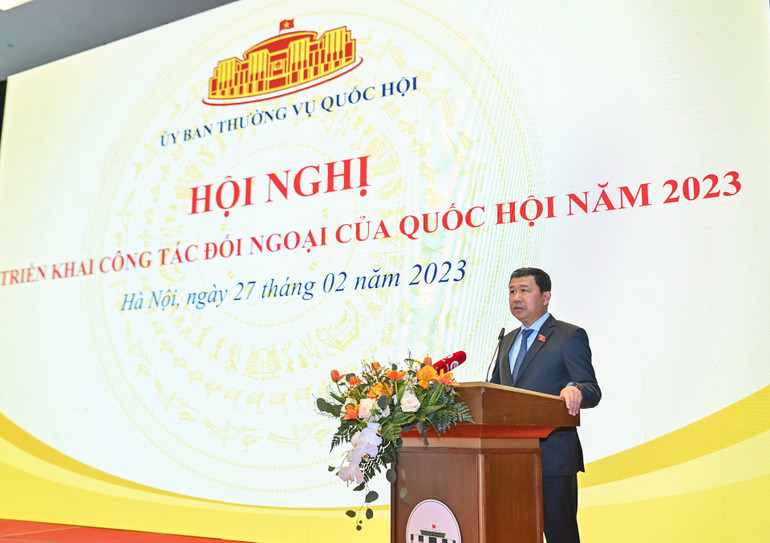 ỦY BAN THƯỜNG VỤ QUỐC HỘI
HỘI NGHỊ
TRIỂN KHAI CÔNG TÁC ĐỐI NGOẠI CỦA QUỐC HỘI NĂM 2023
Hà Nội, ngày 27 tháng 02 năm 2023